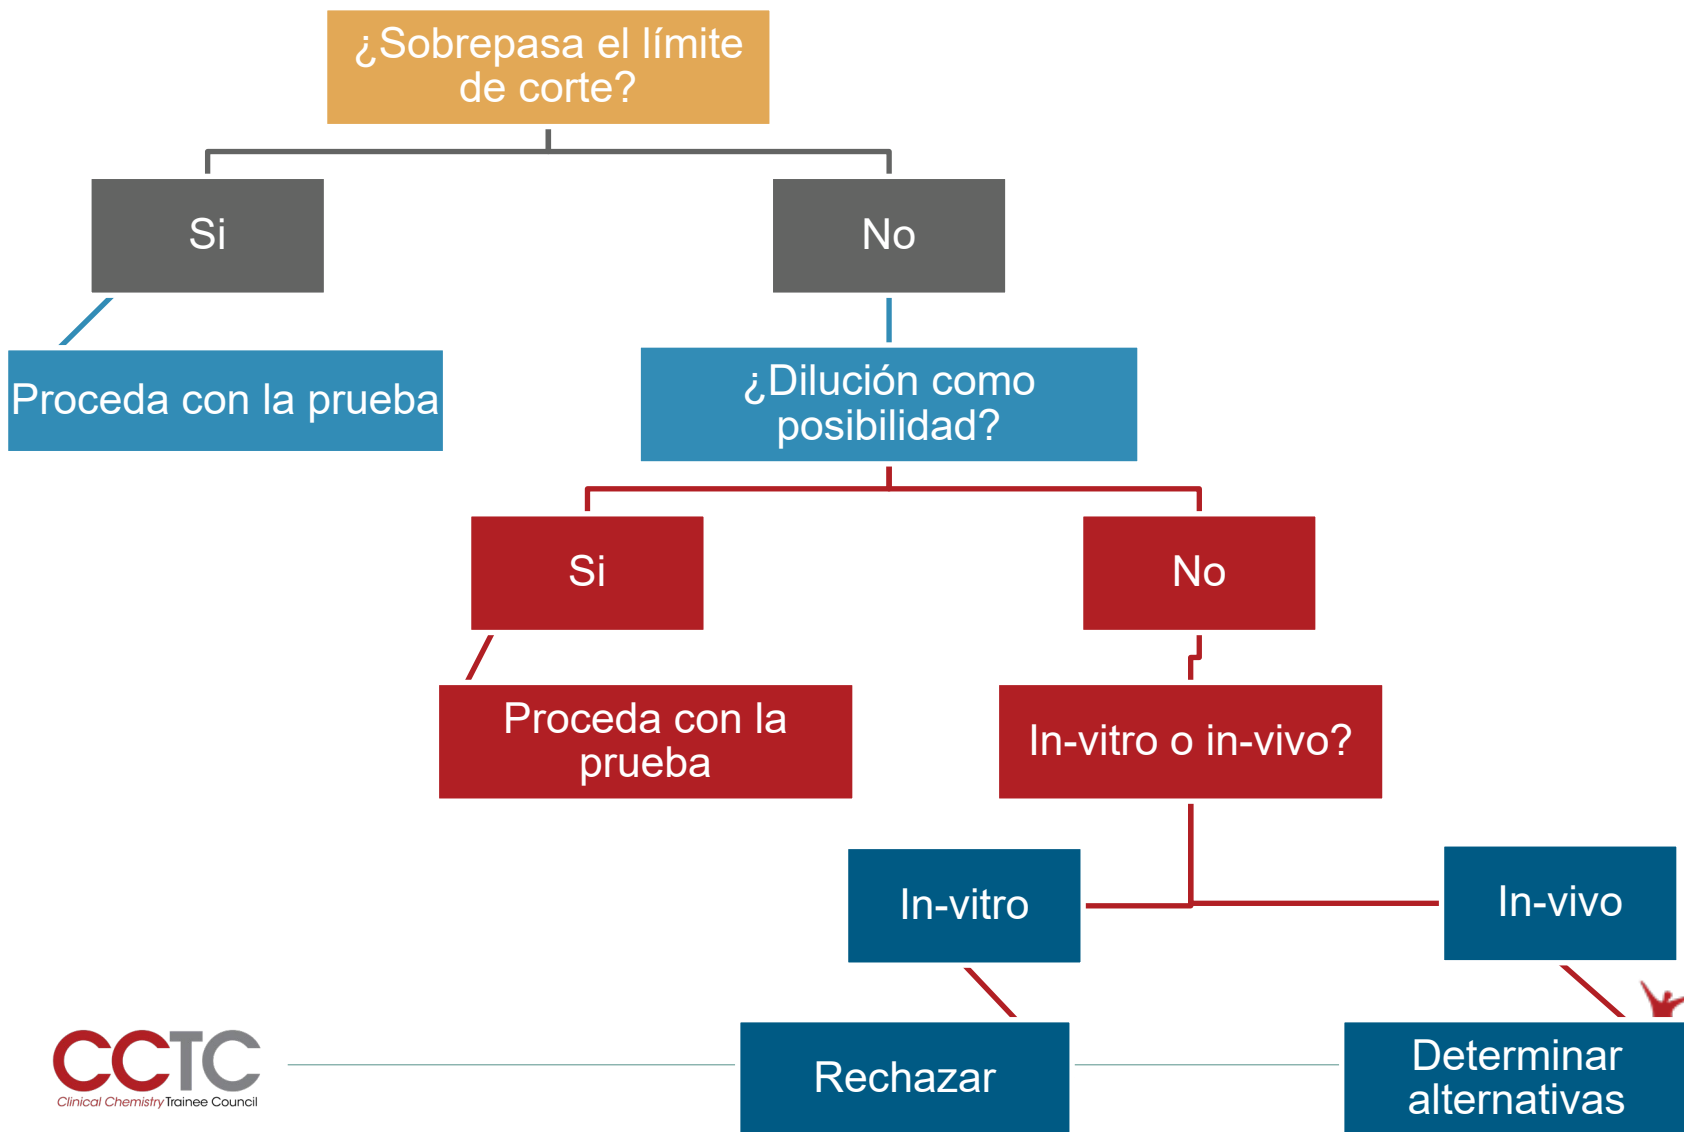 ¿Sobrepasa el límite
de corte?
Si
No
Proceda con la prueba
¿Dilución como
posibilidad?
Si
No
Proceda con la
prueba
In-vitro o in-vivo?
In-vitro
In-vivo
Rechazar
Determinar
alternativas
CCTC
Clinical Chemistry Trainee Council